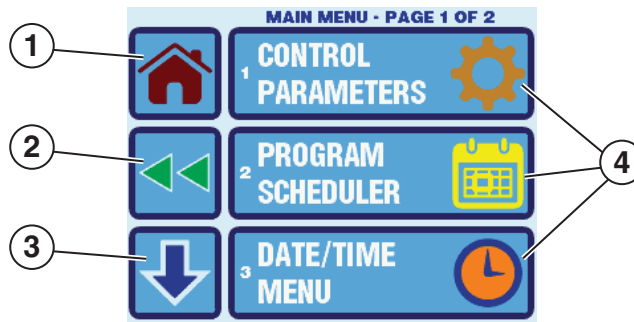 MAIN MENU - PAGE 1 OF 2
1
1 CONTROL
PARAMETERS
2
2 PROGRAM
SCHEDULER
3
3 DATE/TIME
MENU
4